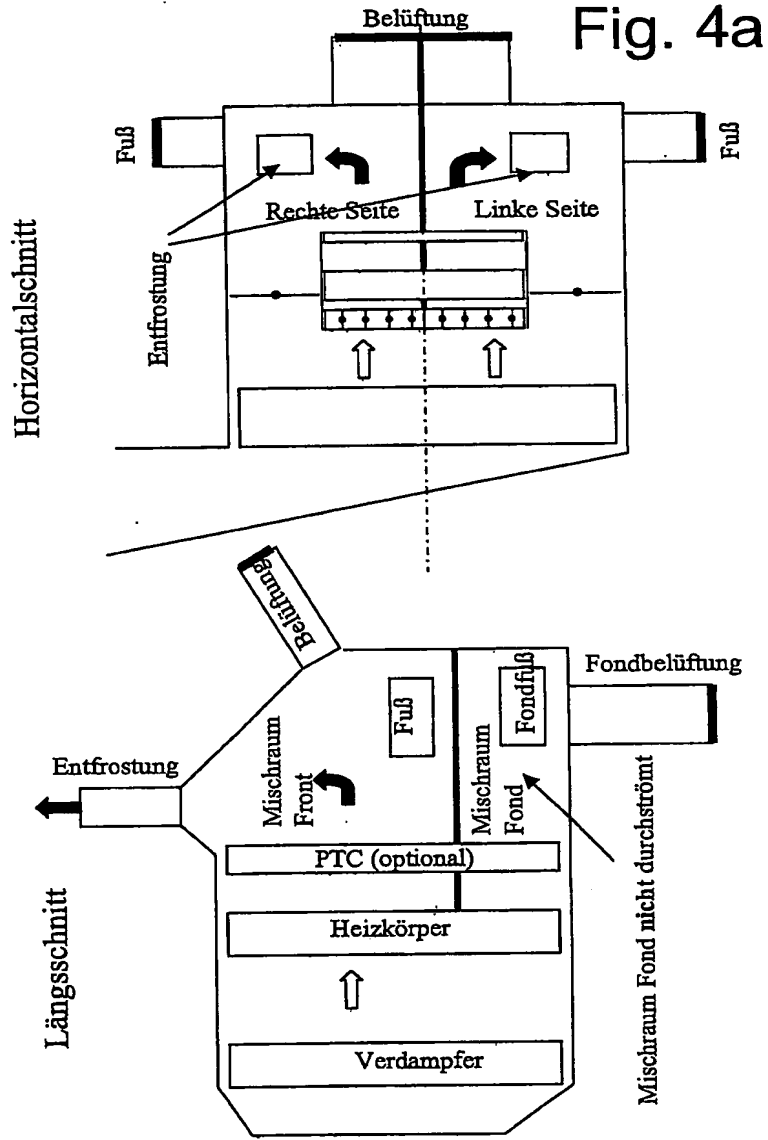 Fig. 4a
Belüftung
Fuß
Fuß
Rechte Seite
Linke Seite
Entfrostung
Horizontalschnitt
Belüftung
Fondbelüftung
Fuß
Fondfuß
Entfrostung
Mischraum
Front
Mischraum
Fond
PTC (optional)
Heizkörper
Verdampfer
Längsschnitt
Mischraum Fond nicht durchströmt